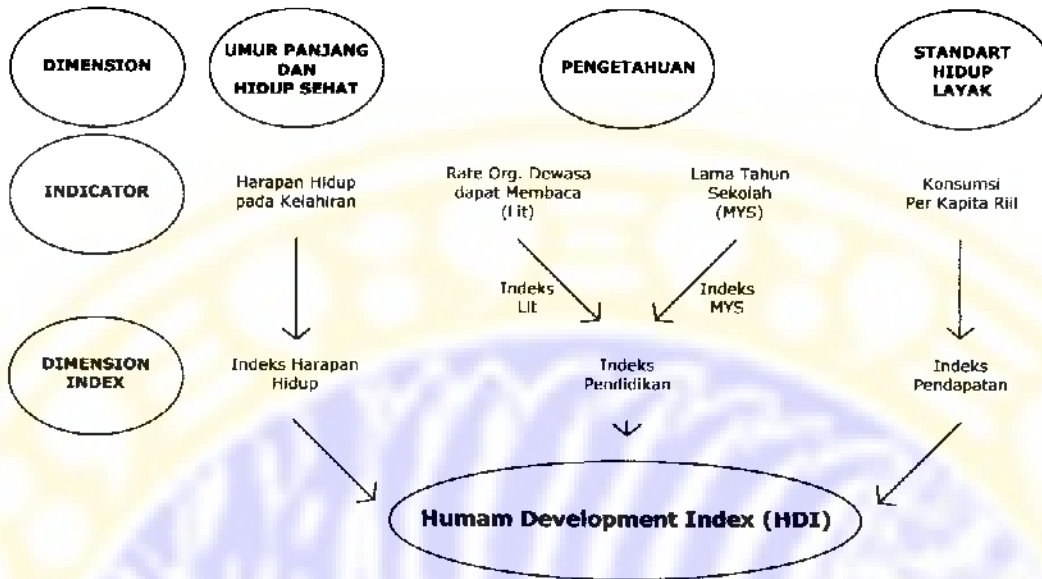 DIMENSION
UMUR PANJANG
DAN
HIDUP SEHAT
PENGETAHUAN
STANDART
HIDUP
LAYAK
INDICATOR
Harapan Hidup
pada Kelahiran
Rate Org. Dewasa
dapat Membaca
(Lit)
Lama Tahun
Sekolah
(MYS)
Konsumsi
Per Kapita Riil
Indeks
Lit
Indeks
MYS
DIMENSION
INDEX
Indeks Harapan
Hidup
Indeks
Pendidikan
Indeks
Pendapatan
Humam Development Index (HDI)